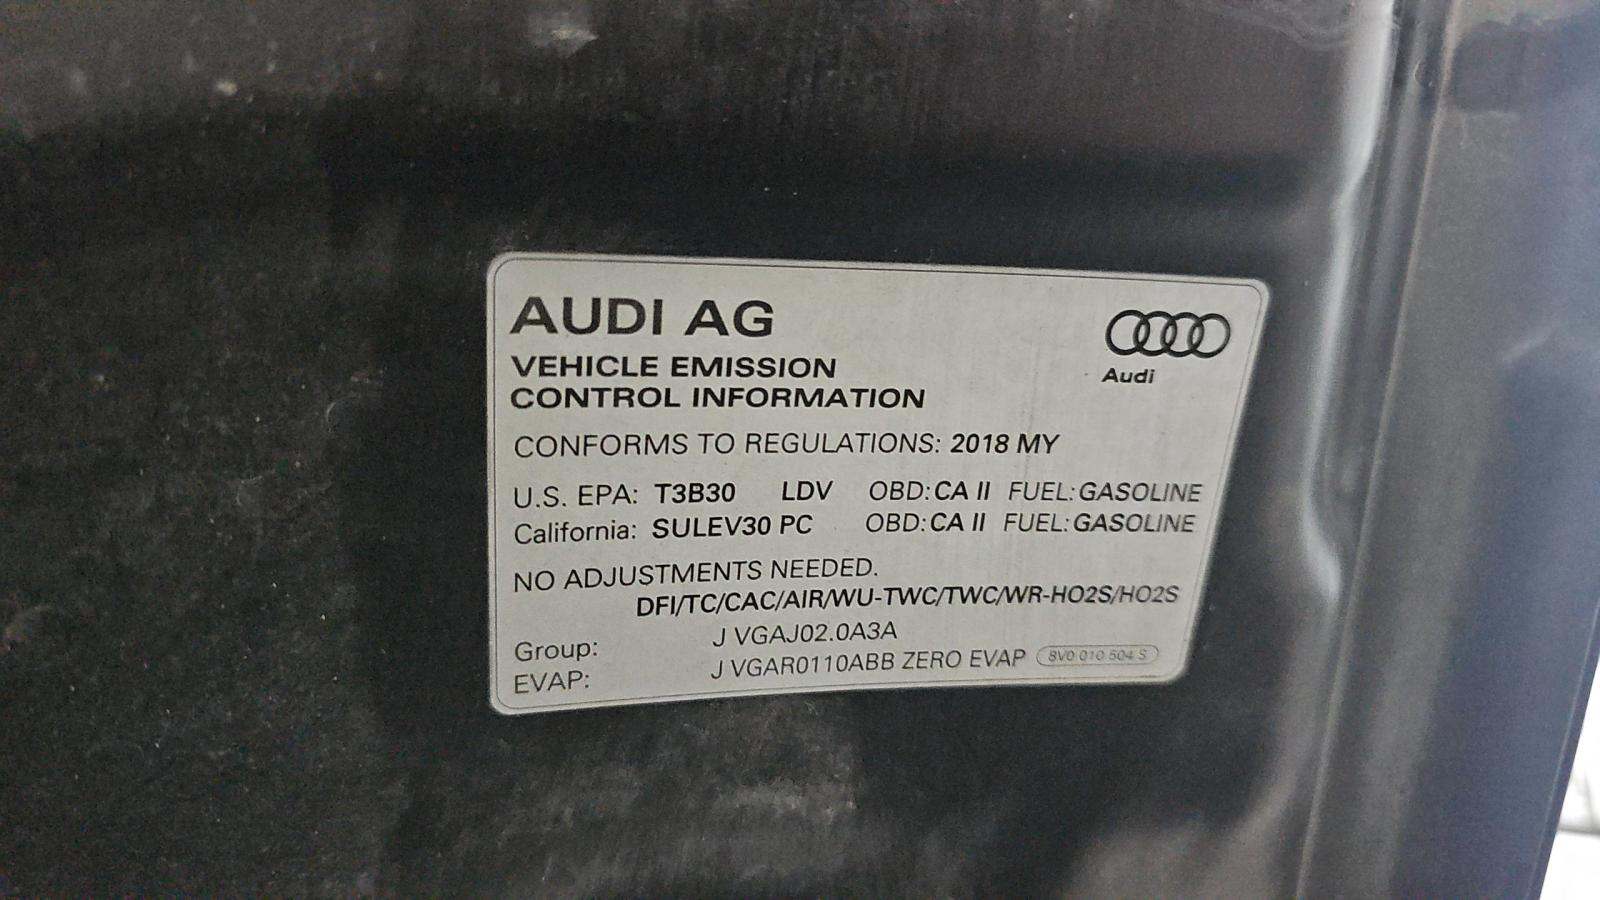 AUDI AG
Audi
VEHICLE EMISSION
CONTROL INFORMATION
CONFORMS TO REGULATIONS: 2018 MY
U.S. EPA: T3B30 LDV OBD: CA II FUEL: GASOLINE
California: SULEV30 PC OBD: CA II FUEL: GASOLINE
NO ADJUSTMENTS NEEDED.
DFI/TC/CAC/AIR/WU-TWC/TWC/WR-HO2S/HO2S
Group: J VGAJ02.0A3A
EVAP: J VGAR0110ABB ZERO EVAP 8V0 010 504 S